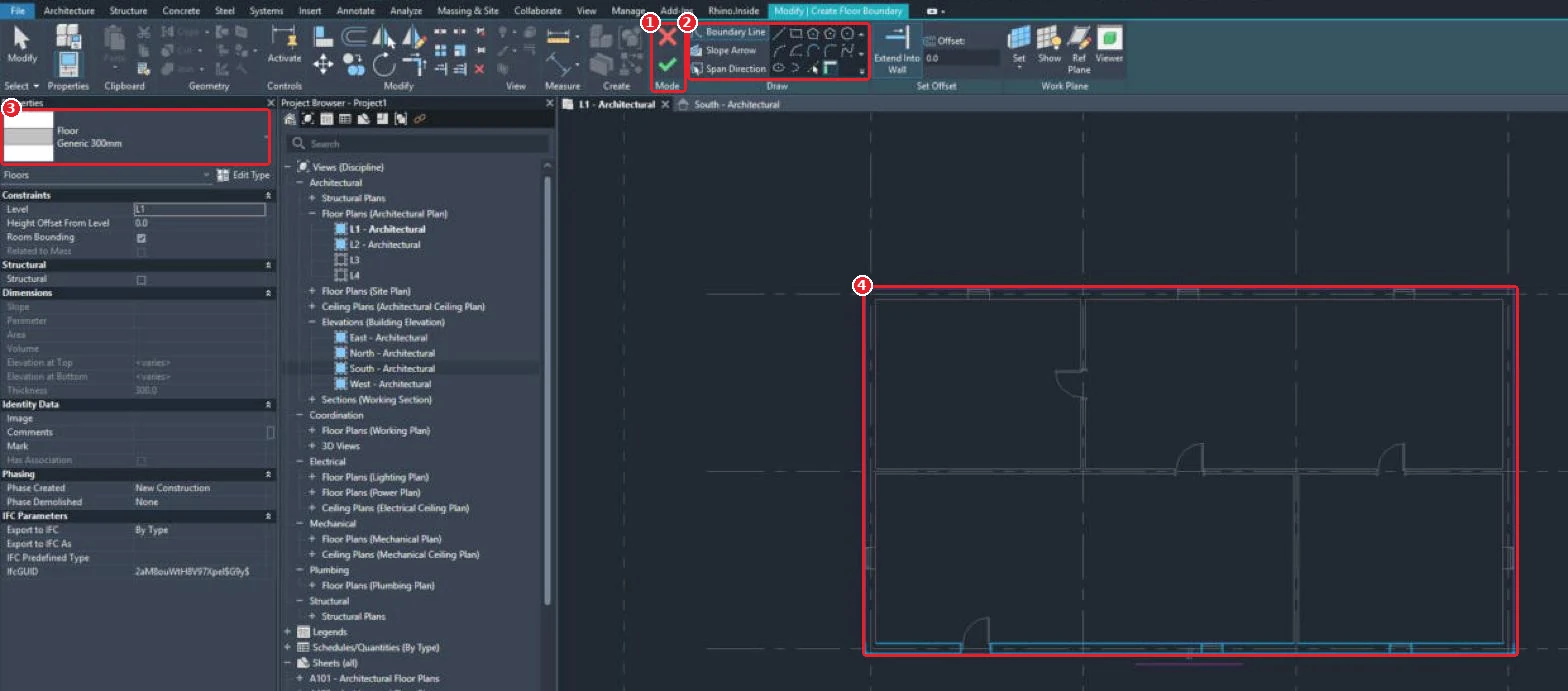 File Architecture Structure Concrete Steel Systems Insert Annotate Analyze Massing & Site Collaborate View Manage Add-Ins Rhino.Inside Modify | Create Floor Boundary
1 2
Modify
Copy
Cut
Join
Activate
Boundary Line
Slope Arrow
Span Direction
Extend Into Wall
Offset:
0.0
Set Show Ref Plane Viewer
Select Properties Clipboard Geometry Controls Modify View Measure Create Mode Draw Set Offset Work Plane
3
Floor
Generic 300mm
Floors Edit Type
Constraints
Level L1
Height Offset From Level 0.0
Room Bounding
Related to Mass
Structural
Structural
Dimensions
Slope
Perimeter
Area
Volume
Elevation at Top <varies>
Elevation at Bottom <varies>
Thickness 300.0
Identity Data
Image
Comments
Mark
Has Association
Phasing
Phase Created New Construction
Phase Demolished None
IFC Parameters
Export to IFC By Type
Export to IFC As
IFC Predefined Type
IfcGUID
Project Browser - Project1
Search
Views (Discipline)
Architectural
Structural Plans
Floor Plans (Architectural Plan)
L1 - Architectural
L2 - Architectural
L3
L4
Floor Plans (Site Plan)
Ceiling Plans (Architectural Ceiling Plan)
Elevations (Building Elevation)
East - Architectural
North - Architectural
South - Architectural
West - Architectural
Sections (Working Section)
Coordination
Floor Plans (Working Plan)
3D Views
Electrical
Floor Plans (Lighting Plan)
Floor Plans (Power Plan)
Ceiling Plans (Electrical Ceiling Plan)
Mechanical
Floor Plans (Mechanical Plan)
Ceiling Plans (Mechanical Ceiling Plan)
Plumbing
Floor Plans (Plumbing Plan)
Structural
Structural Plans
Legends
Schedules/Quantities (By Type)
Sheets (all)
A101 - Architectural Floor Plans
L1 - Architectural South - Architectural
4